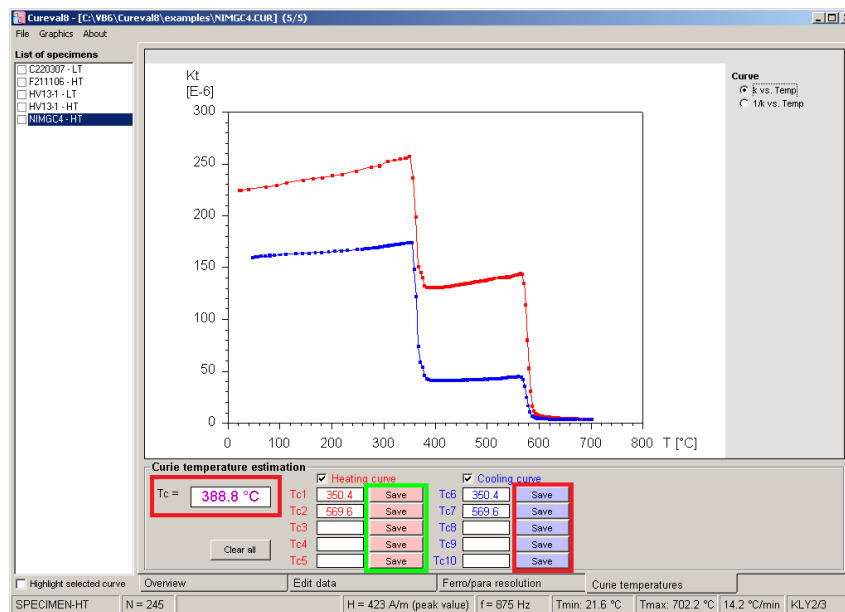 Cureval8 - [C:\VB6\Cureval8\examples\NIMGC4.CUR] (5/5)
File Graphics About
List of specimens
C220307 - LT
F211106 - HT
HV13-1 - LT
HV13-1 - HT
NIMGC4 - HT
Kt
[E-6]
300
250
200
150
100
50
0
0 100 200 300 400 500 600 700 800 T [°C]
Curve
k vs. Temp
1/k vs. Temp
Curie temperature estimation
Heating curve Cooling curve
Tc = 388.8 °C
Tc1 350.4 Save Tc6 350.4 Save
Tc2 569.6 Save Tc7 569.6 Save
Tc3 Save Tc8 Save
Tc4 Save Tc9 Save
Tc5 Save Tc10 Save
Clear all
Highlight selected curve Overview Edit data Ferro/para resolution Curie temperatures
SPECIMEN-HT N = 245 H = 423 A/m (peak value) f = 875 Hz Tmin: 21.6 °C Tmax: 702.2 °C 14.2 °C/min KLY2/3